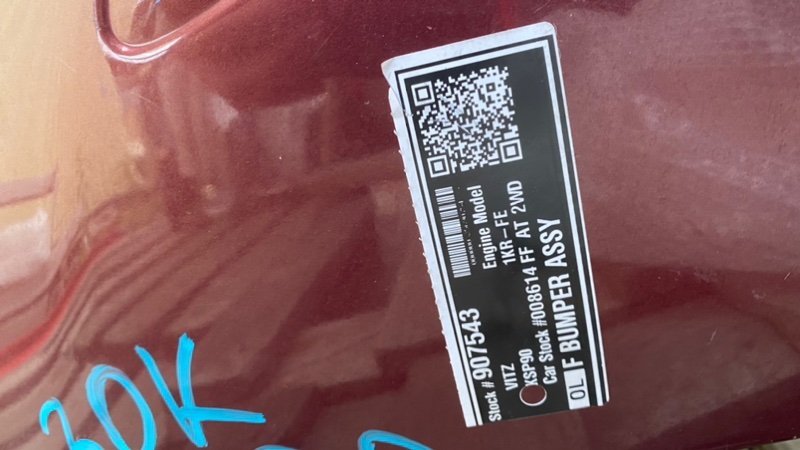 Stock # 907543
VITZ
Engine Model
KSP90
1KR-FE
Car Stock #008614 FF AT 2WD
OL F BUMPER ASSY
30K